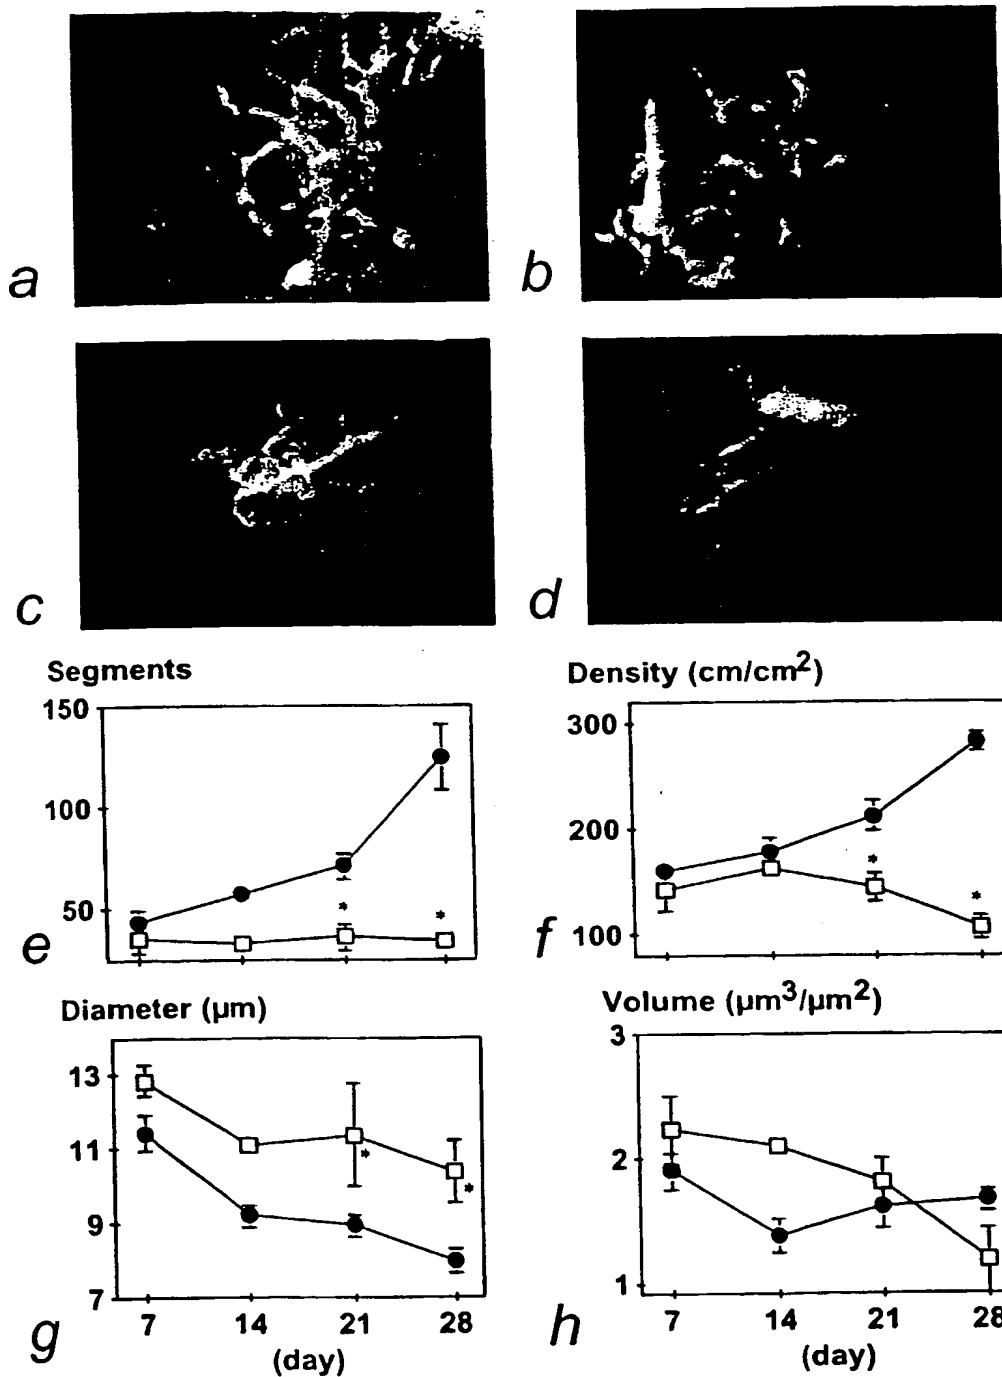 a
b
c
d
Segments
150
100
50
e
*
*
Density (cm/cm²)
300
200
100
f
*
*
Diameter (µm)
13
11
9
7
g
*
*
7
14
21
28
(day)
Volume (µm³/µm²)
3
2
1
h
7
14
21
28
(day)